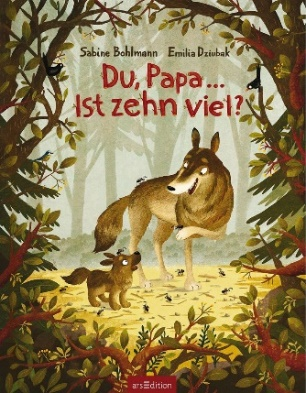 Sabine Bohlmann Emilia Dziubak
Du, Papa...
Ist zehn viel?
arsEdition